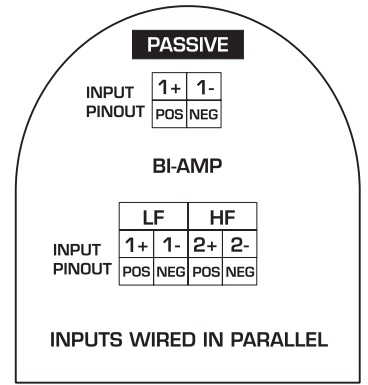 PASSIVE
INPUT PINOUT 1+ 1-
POS NEG
BI-AMP
LF HF
INPUT PINOUT 1+ 1- 2+ 2-
POS NEG POS NEG
INPUTS WIRED IN PARALLEL